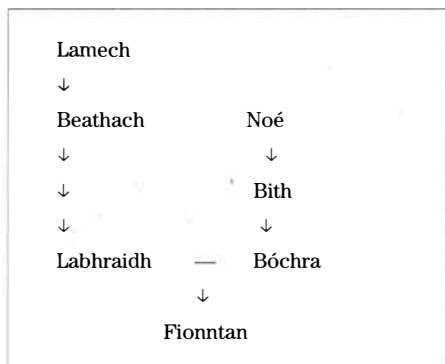 Lamech
↓
Beathach Noé
↓ ↓
↓ Bith
↓ ↓
Labhraidh — Bóchra
↓
Fionntan